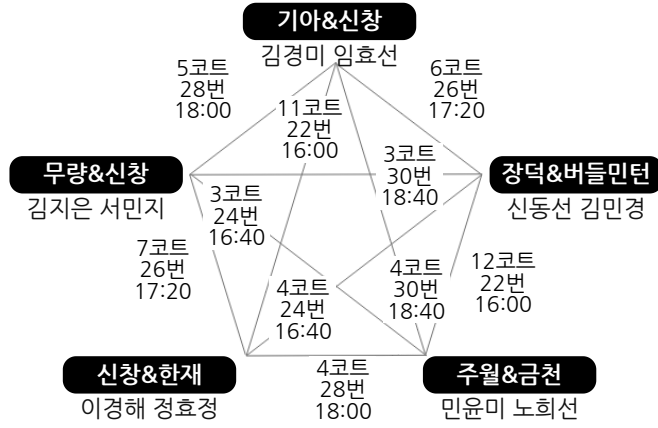 기아&신창
김경미 임효선
5코트
28번
18:00
6코트
26번
17:20
11코트
22번
16:00
3코트
30번
18:40
무량&신창
김지은 서민지
장덕&버들민턴
신동선 김민경
3코트
24번
16:40
7코트
26번
17:20
4코트
24번
16:40
4코트
30번
18:40
12코트
22번
16:00
신창&한재
이경해 정효정
4코트
28번
18:00
주월&금천
민윤미 노희선